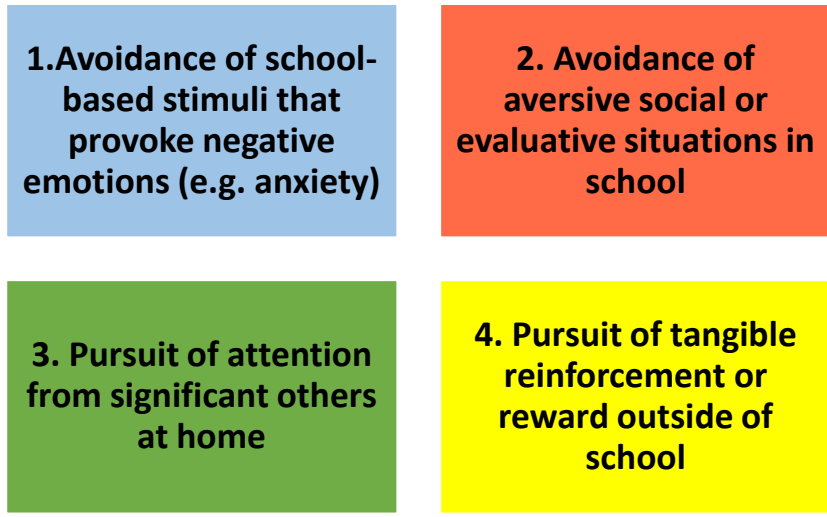 1.Avoidance of school-
based stimuli that
provoke negative
emotions (e.g. anxiety)
2. Avoidance of
aversive social or
evaluative situations in
school
3. Pursuit of attention
from significant others
at home
4. Pursuit of tangible
reinforcement or
reward outside of
school